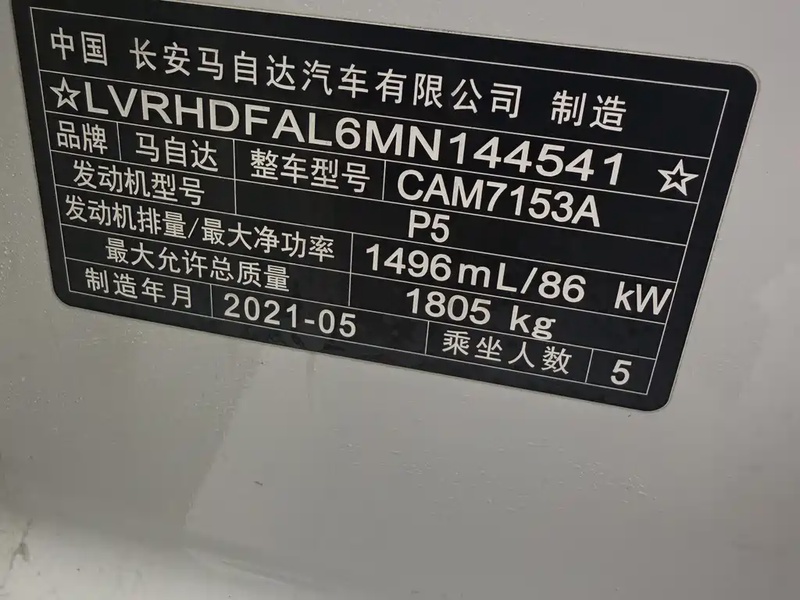 中国 长安马自达汽车有限公司 制造
☆LVRHDFAL6MN144541☆
品牌 马自达 整车型号 CAM7153A
发动机型号 P5
发动机排量/最大净功率 1496mL/86 kW
最大允许总质量 1805 kg
制造年月 2021-05 乘坐人数 5